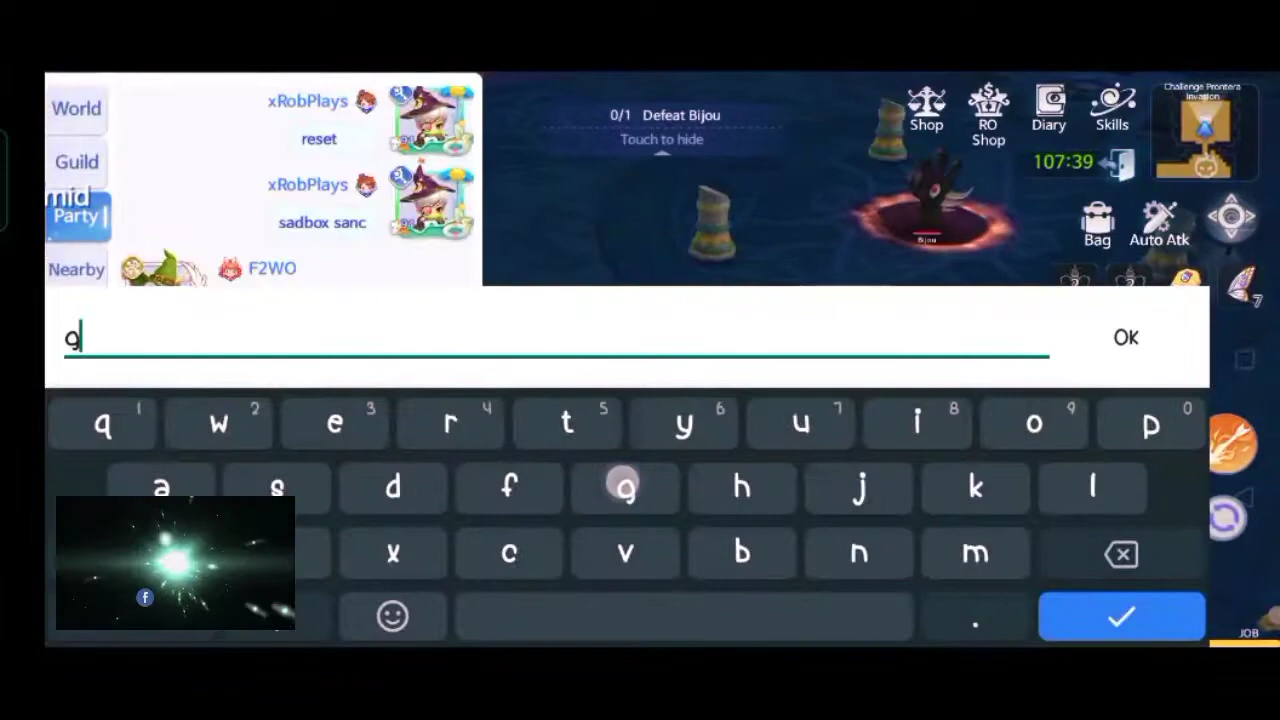 World
xRobPlays
reset
Guild
mid
xRobPlays
Party
sadbox sanc
Nearby
F2WO
0/1 Defeat Bijou
Touch to hide
Shop
RO
Shop
Diary
Skills
Challenge Prontera
Invasion
107:39
Bag
Auto Atk
Bijou
7
g
OK
q 1 w 2 e 3 r 4 t 5 y 6 u 7 i 8 o 9 p 0
a s d f g h j k l
x c v b n m
f
.
JOB